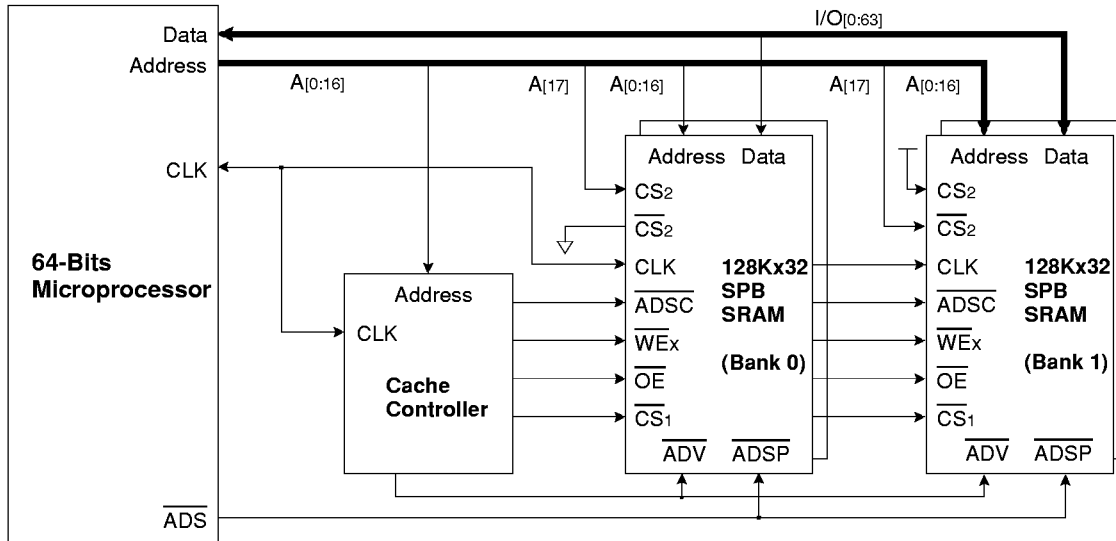 I/O[0:63]
Data
Address
A[0:16]
A[17]
A[0:16]
A[17]
A[0:16]
CLK
64-Bits
Microprocessor
ADS
Address
CLK
Cache
Controller
Address Data
CS2
CS2
CLK
ADSC
WEx
OE
CS1
ADV ADSP
128Kx32
SPB
SRAM
(Bank 0)
Address Data
CS2
CS2
CLK
ADSC
WEx
OE
CS1
ADV ADSP
128Kx32
SPB
SRAM
(Bank 1)